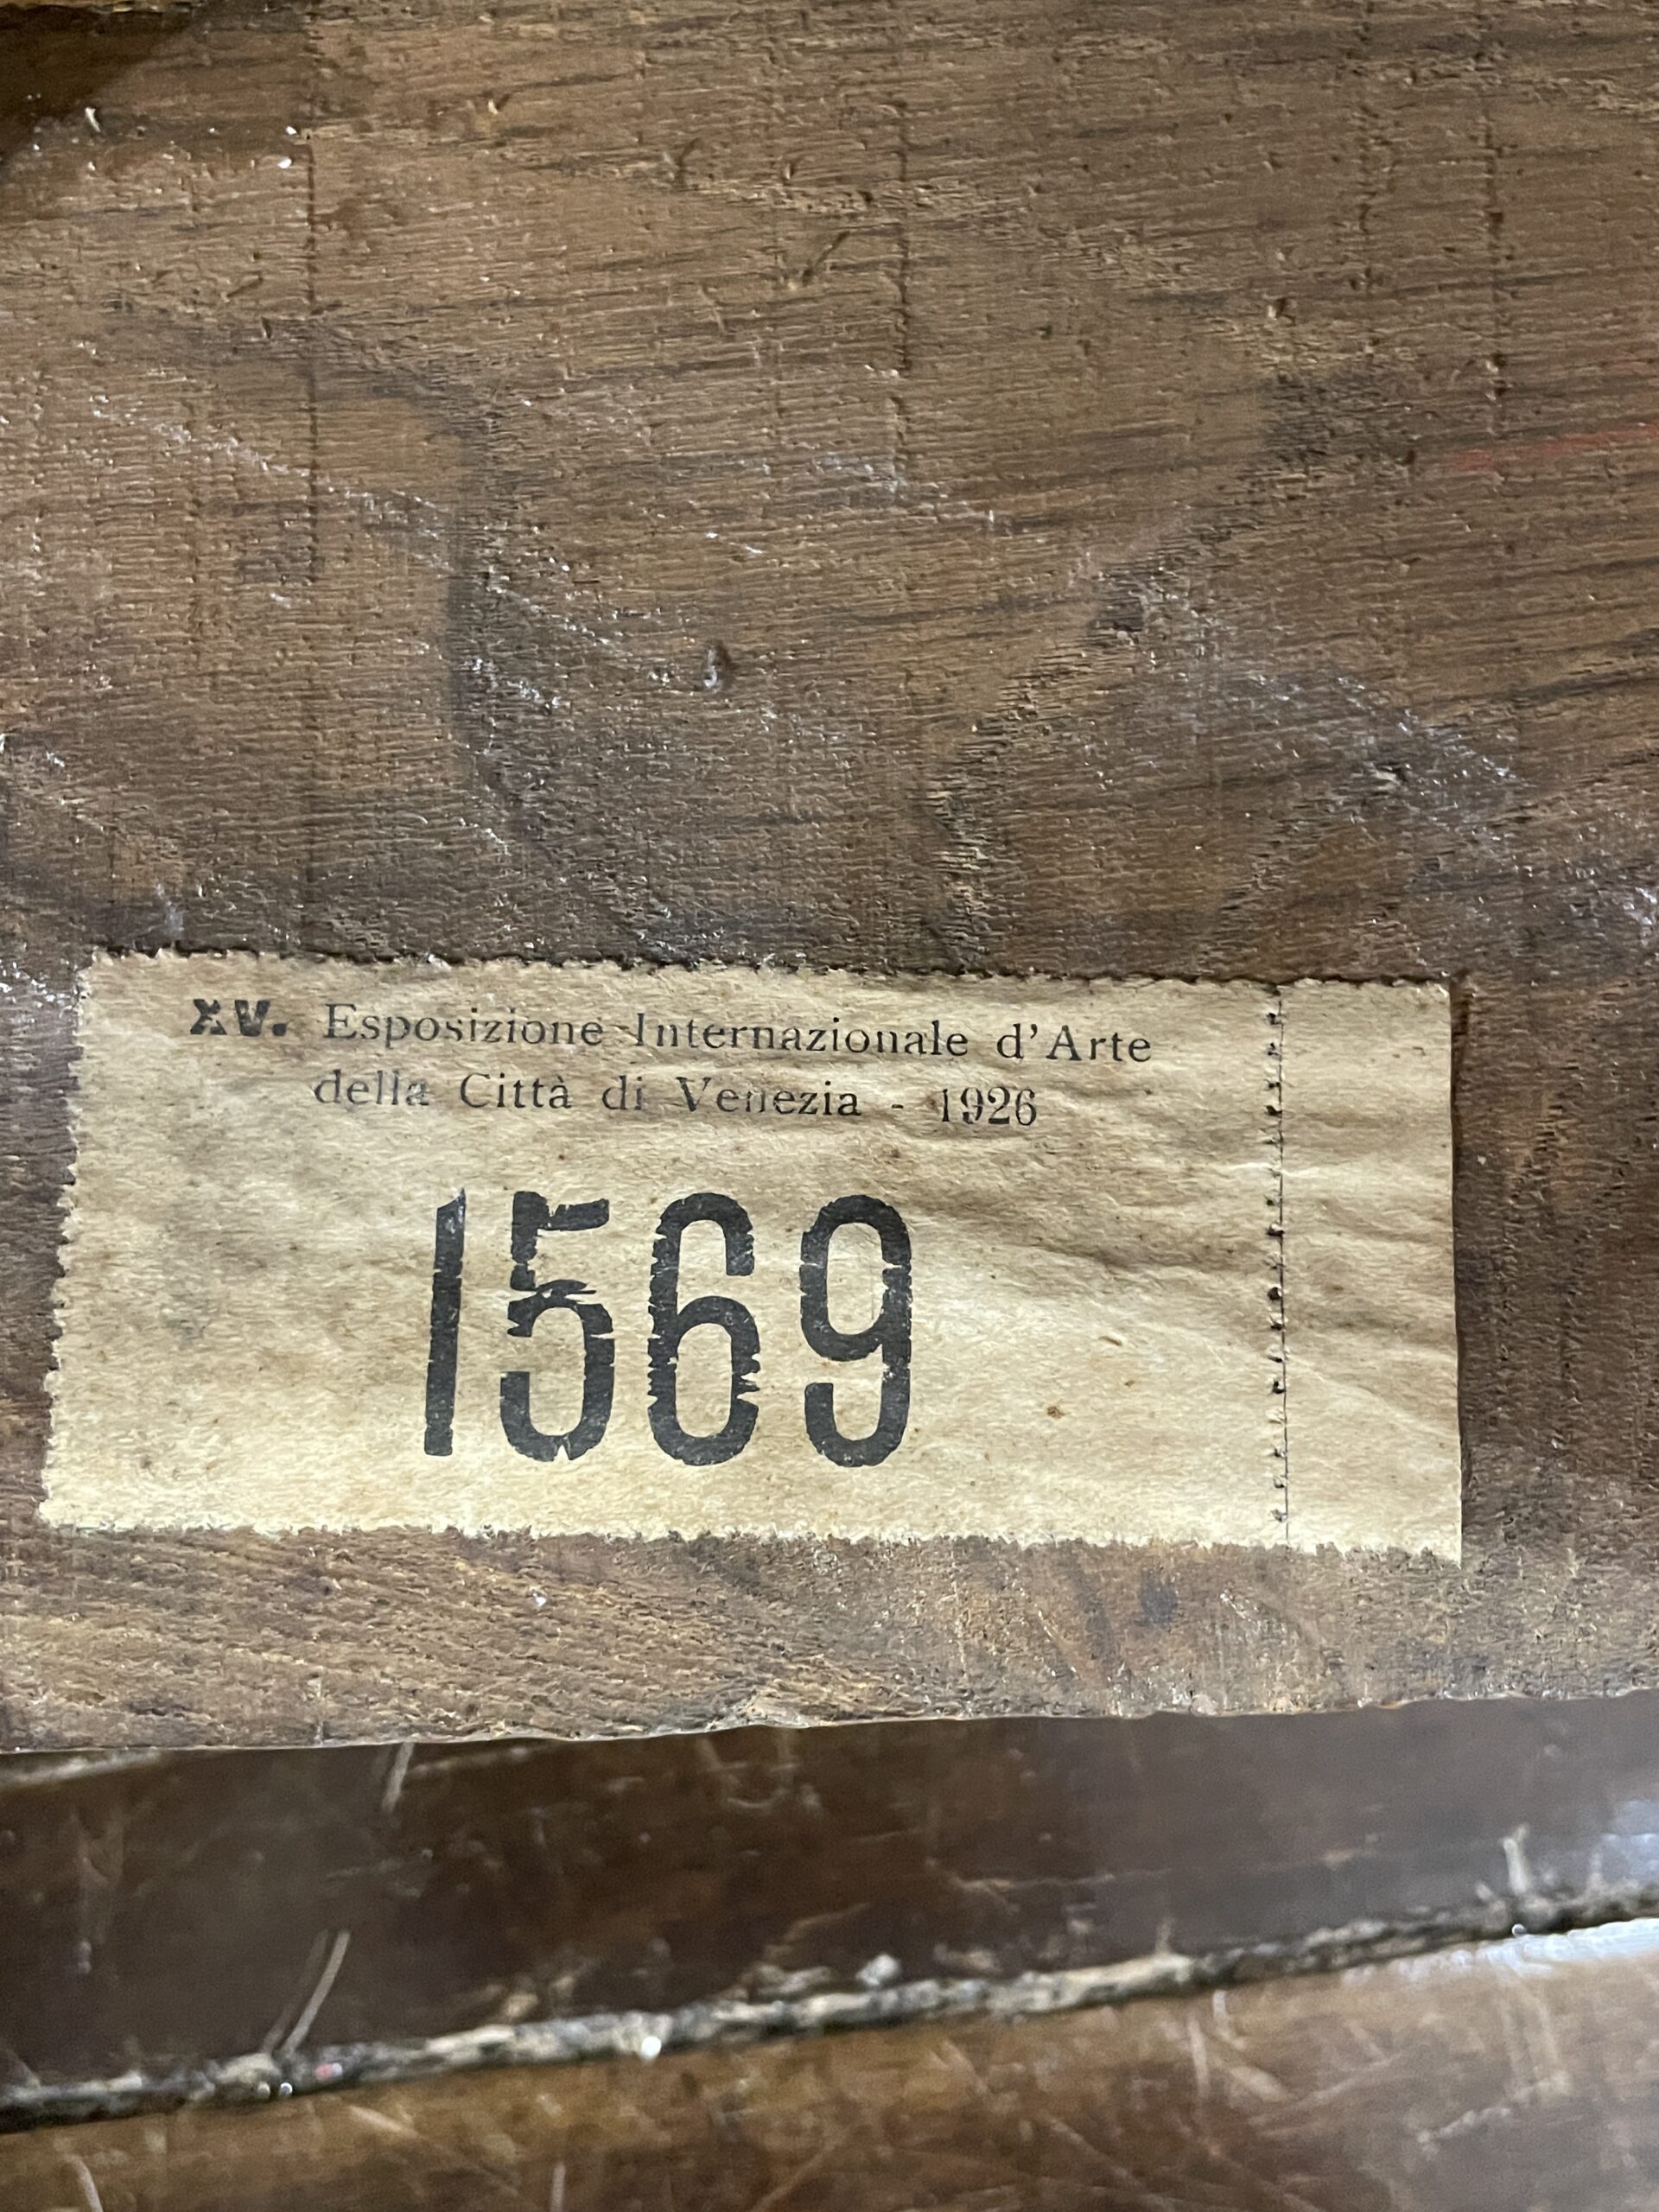 XV. Esposizione Internazionale d'Arte
della Città di Venezia - 1926
1569